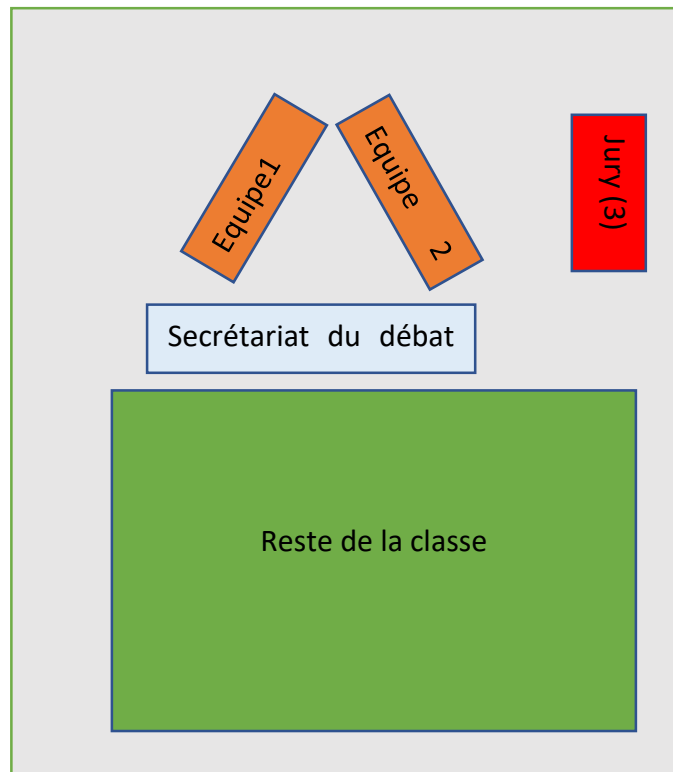 Equipe1
Equipe 2
Jury (3)
Secrétariat du débat
Reste de la classe